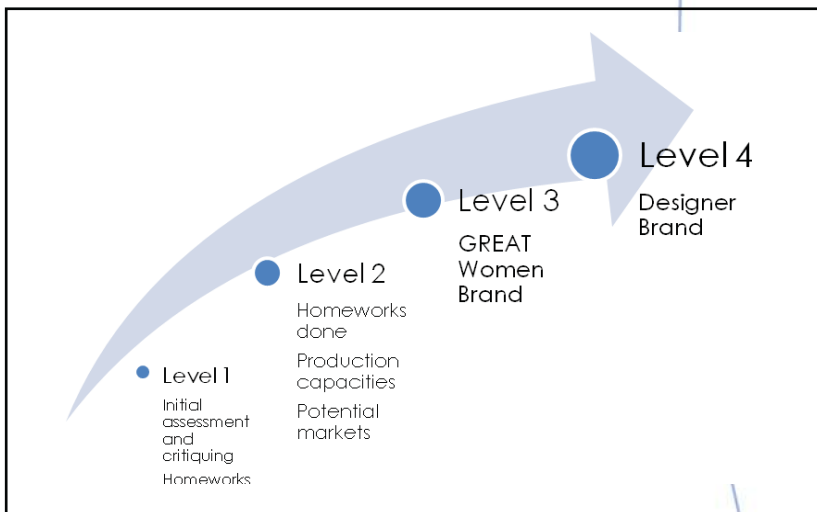 Level 1
Initial
assessment
and
critiquing
Homeworks
Level 2
Homeworks
done
Production
capacities
Potential
markets
Level 3
GREAT
Women
Brand
Level 4
Designer
Brand